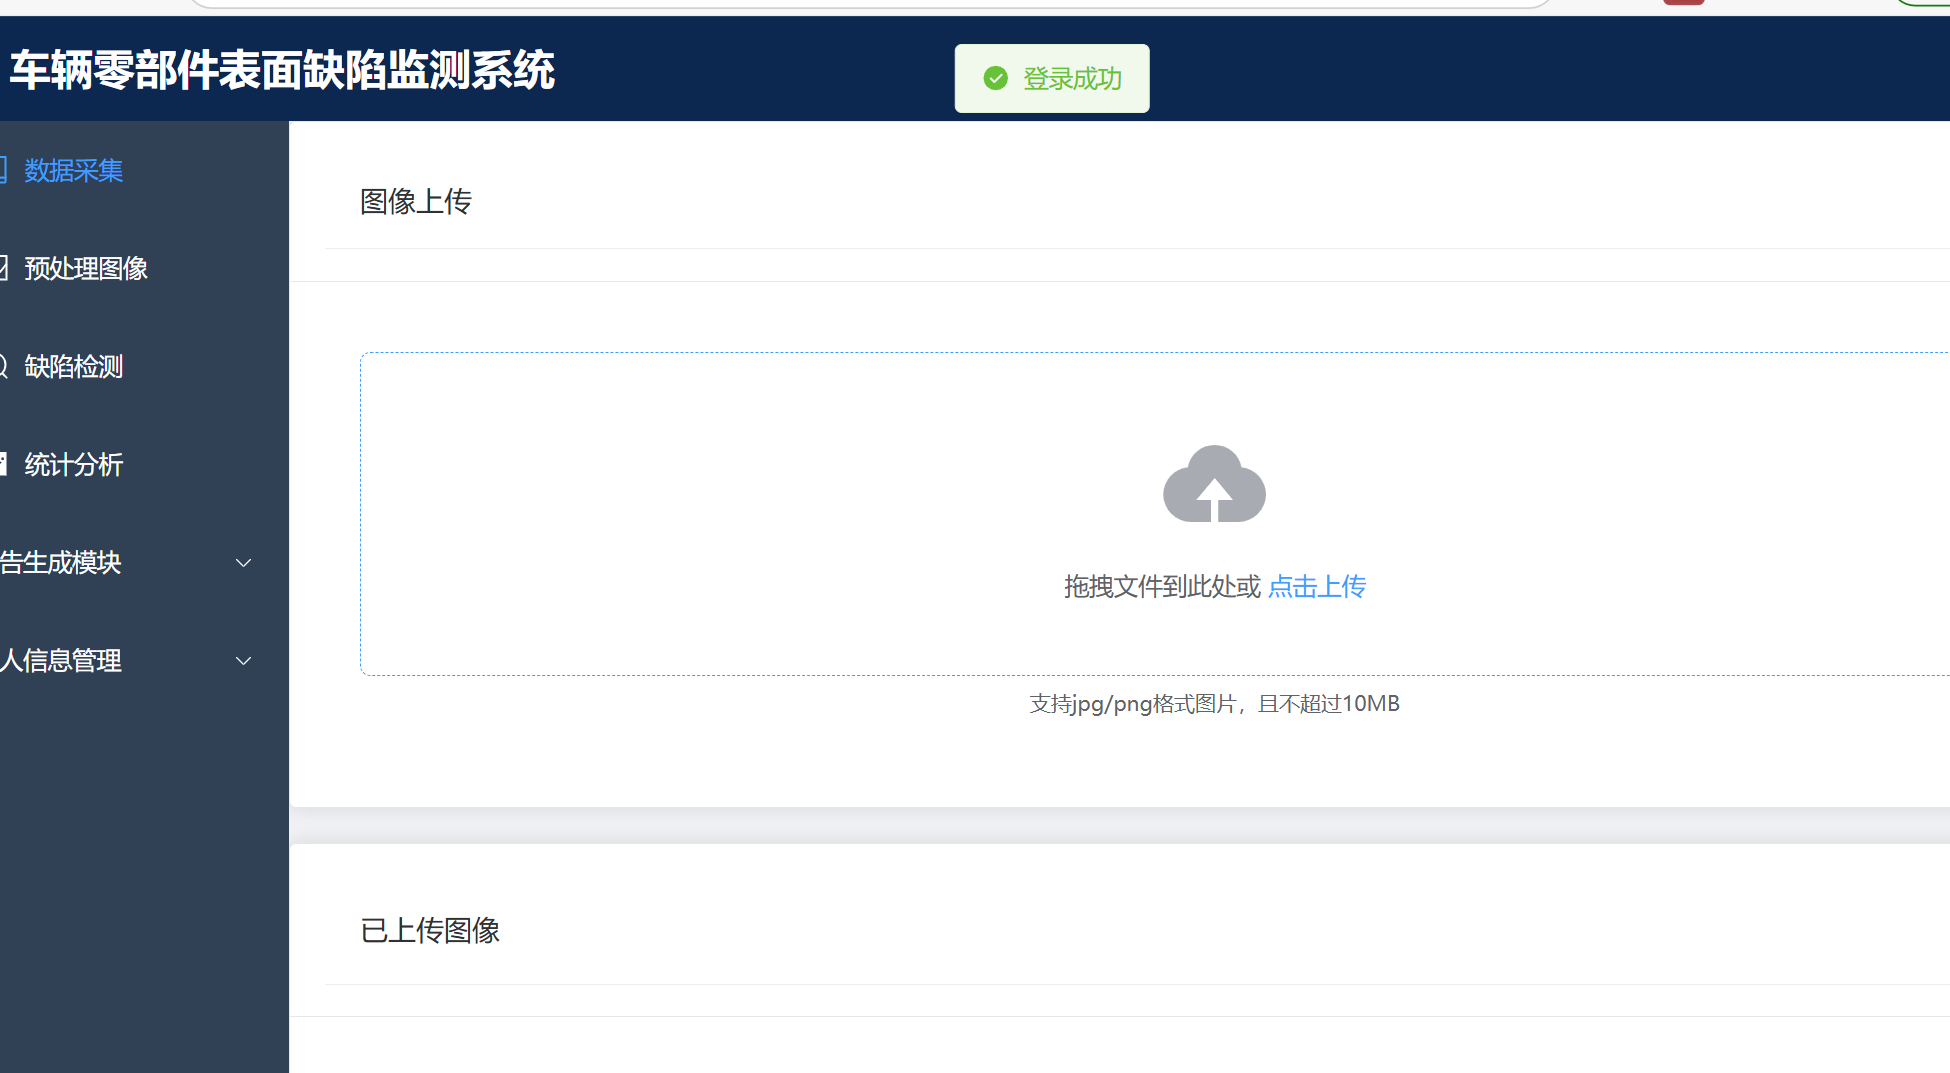 车辆零部件表面缺陷监测系统
登录成功
数据采集
预处理图像
缺陷检测
统计分析
告生成模块
人信息管理
图像上传
拖拽文件到此处或 点击上传
支持jpg/png格式图片，且不超过10MB
已上传图像